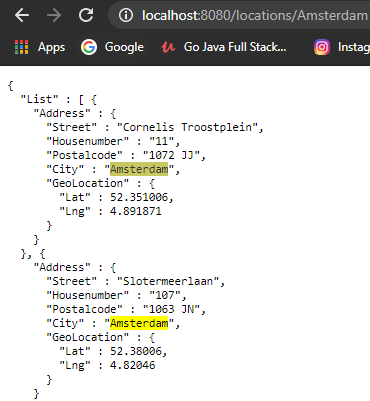 localhost:8080/locations/Amsterdam
Booking Google Go Java Full Stack... Instag
{
"List" : [ {
"Address" : {
"Street" : "Cornelis Troostplein",
"Housenumber" : "11",
"Postalcode" : "1072 JJ",
"City" : "Amsterdam",
"GeoLocation" : {
"Lat" : 52.351006,
"Lng" : 4.891871
}
}
}, {
"Address" : {
"Street" : "Slotermeerlaan",
"Housenumber" : "107",
"Postalcode" : "1063 JN",
"City" : "Amsterdam",
"GeoLocation" : {
"Lat" : 52.38006,
"Lng" : 4.82046
}
}